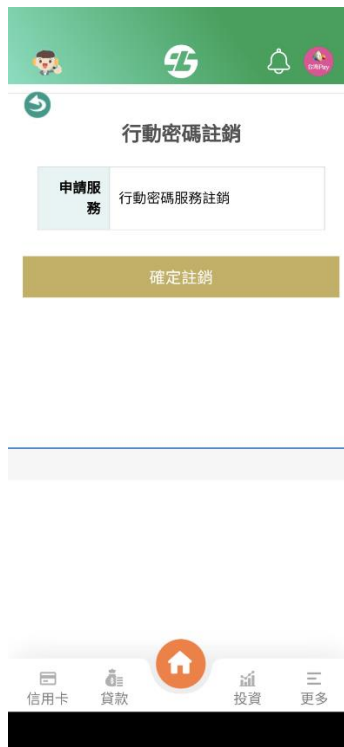 行動密碼註銷
申請服
務
行動密碼服務註銷
確定註銷
信用卡
貸款
投資
更多